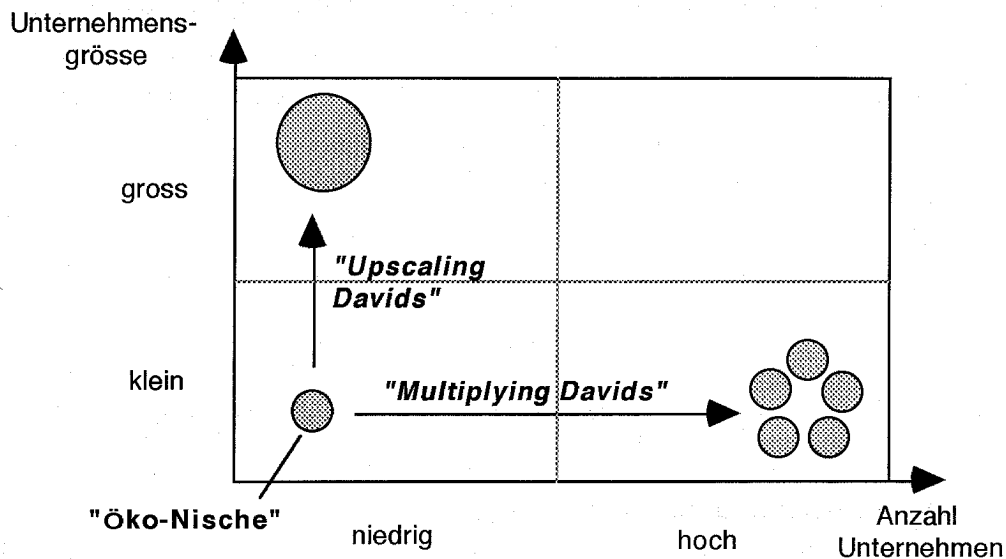 Unternehmens-
grösse
gross
"Upscaling
Davids"
klein
"Multiplying Davids"
"Öko-Nische"
niedrig
hoch
Anzahl
Unternehmen